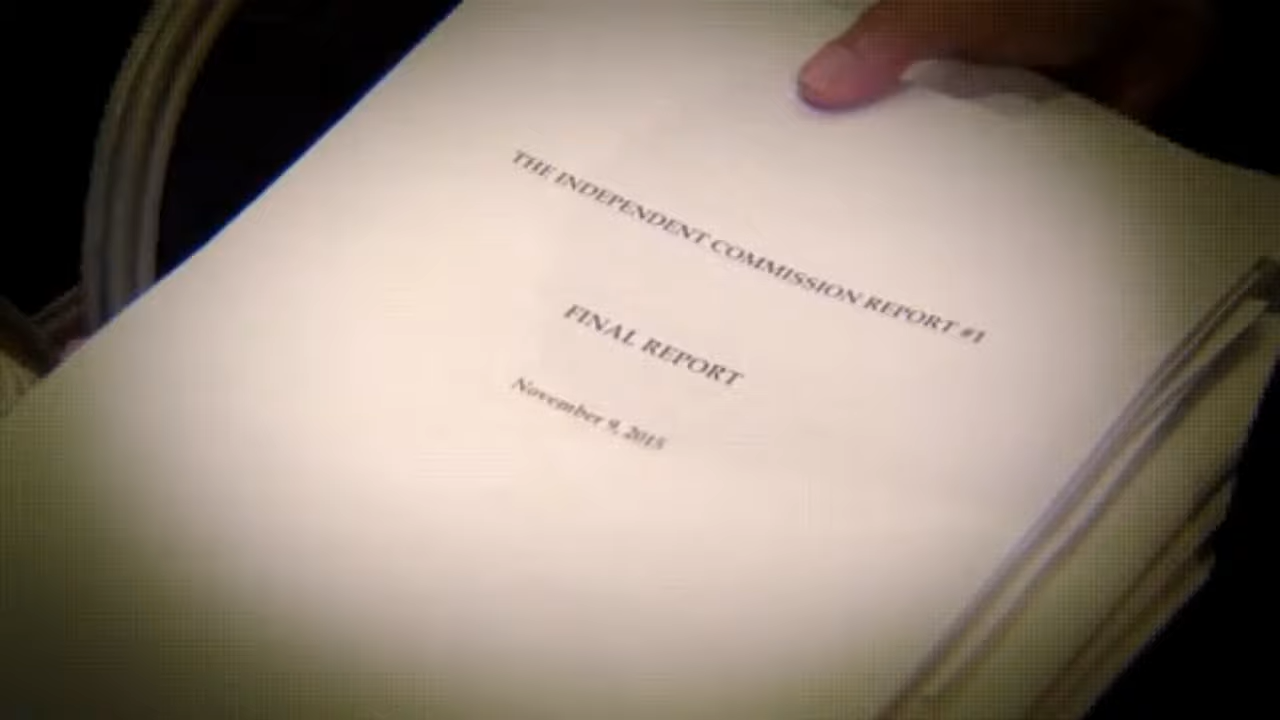 THE INDEPENDENT COMMISSION REPORT #1
FINAL REPORT
November 9, 2015